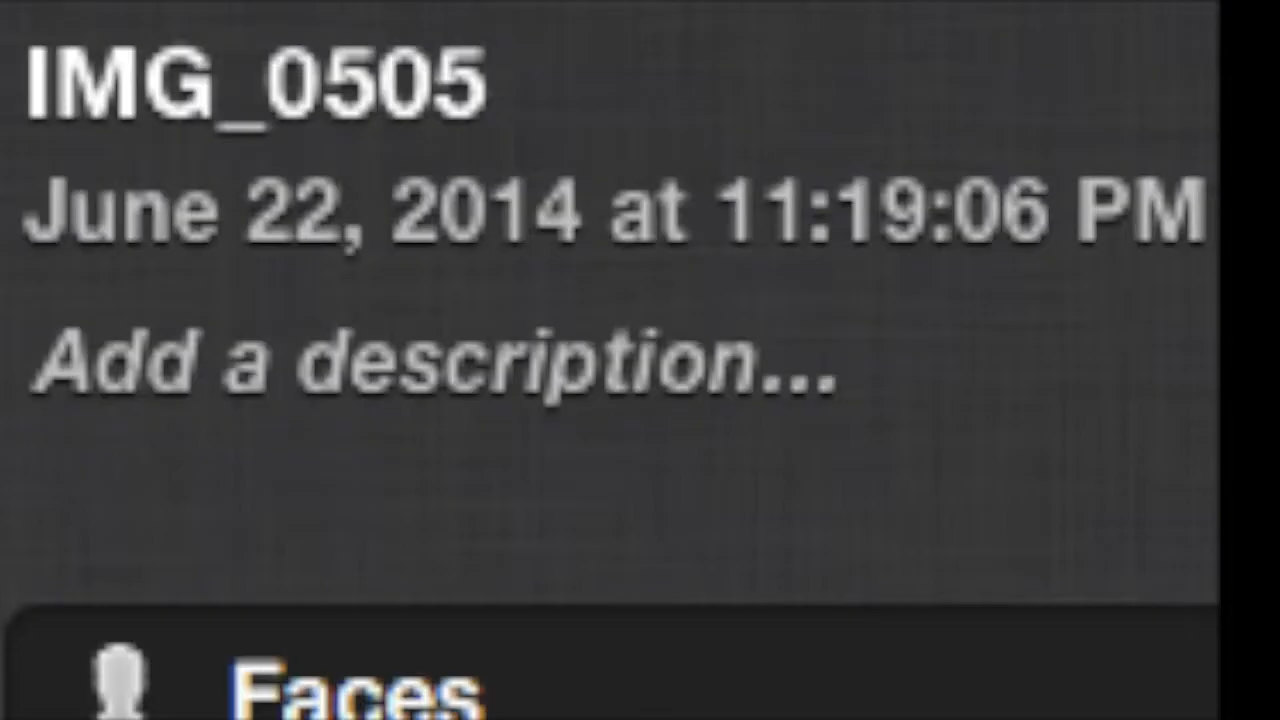 IMG_0505
June 22, 2014 at 11:19:06 PM
Add a description...
Faces